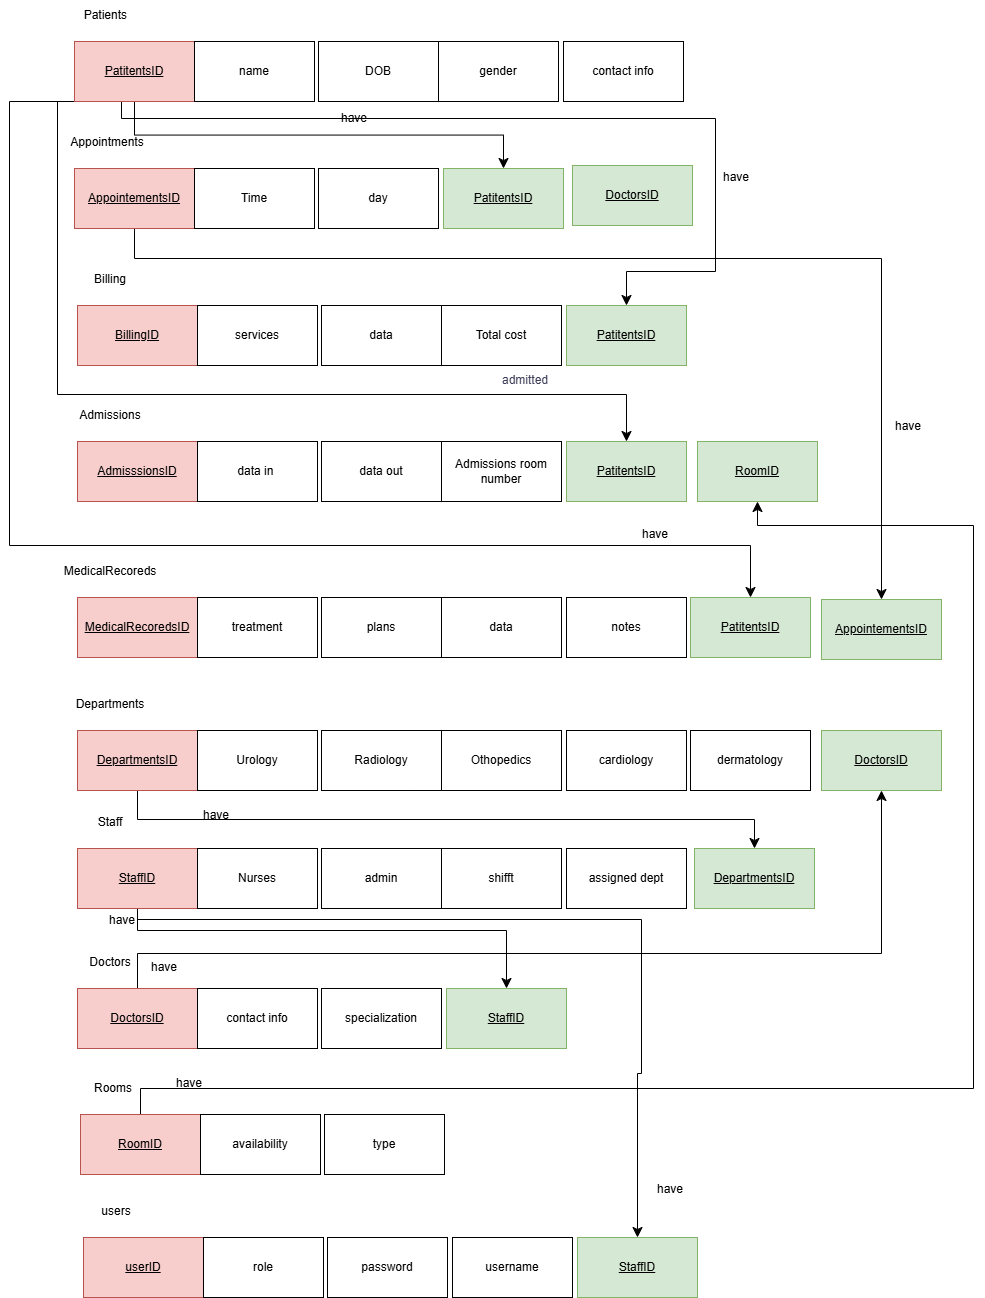 Patients
PatitentsID
name
DOB
gender
contact info
have
Appointments
have
AppointementsID
Time
day
PatitentsID
DoctorsID
Billing
BillingID
services
data
Total cost
PatitentsID
admitted
Admissions
have
AdmisssionsID
data in
data out
Admissions room
number
PatitentsID
RoomID
have
MedicalRecoreds
MedicalRecoredsID
treatment
plans
data
notes
PatitentsID
AppointementsID
Departments
DepartmentsID
Urology
Radiology
Othopedics
cardiology
dermatology
DoctorsID
have
Staff
StaffID
Nurses
admin
shifft
assigned dept
DepartmentsID
have
Doctors
have
DoctorsID
contact info
specialization
StaffID
Rooms
have
RoomID
availability
type
have
users
userID
role
password
username
StaffID